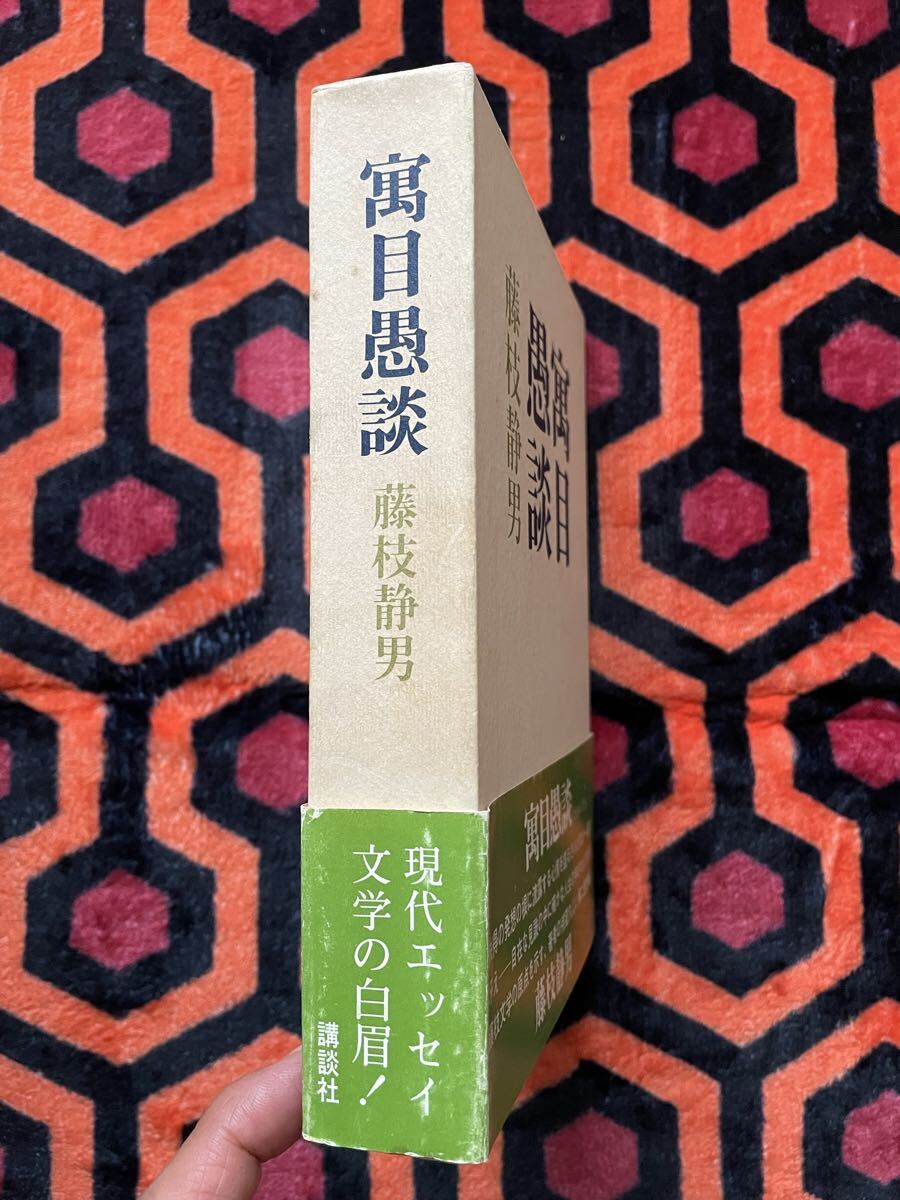 寓目愚談
藤枝静男
現代エッセイ
文学の白眉!
講談社
寓目
愚談
藤枝静男
寓目愚談
藤枝静男